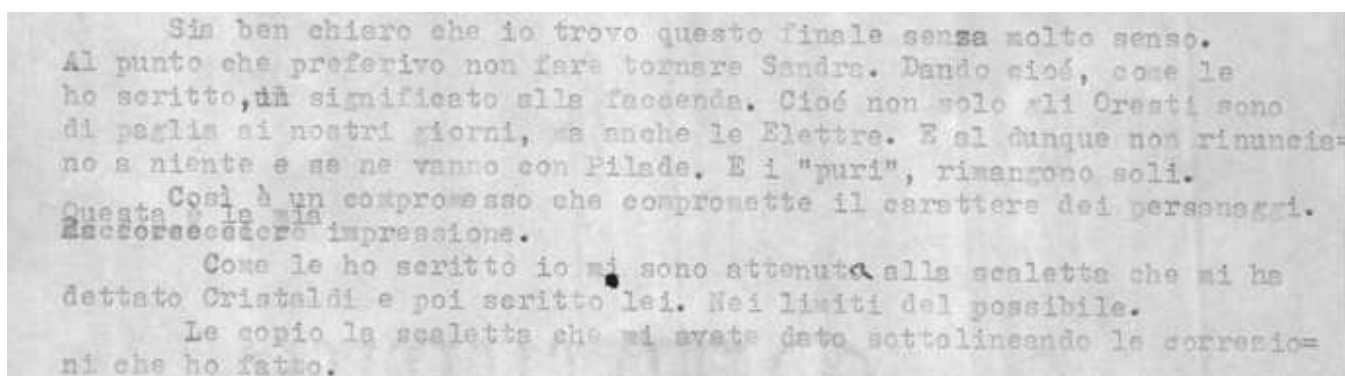 Sia ben chiaro che io trovo questo finale senza molto senso.
Al punto che preferivo non fare tornare Sandra. Dando cioé, come le
ho scritto, un significato alla faccenda. Cioé non solo gli Oresti sono
di paglia ai nostri giorni, ma anche le Elettre. E al dunque non rinuncia=
no a niente e se ne vanno con Pilade. E i "puri", rimangono soli.
Così è un compromesso che compromette il carattere dei personaggi.
Questa è la mia
impressione.
Come le ho scritto io mi sono attenuta alla scaletta che mi ha
dettato Cristaldi e poi scritto lei. Nei limiti del possibile.
Le copio la scaletta che mi avete dato sottolineando le correzio=
ni che ho fatto.